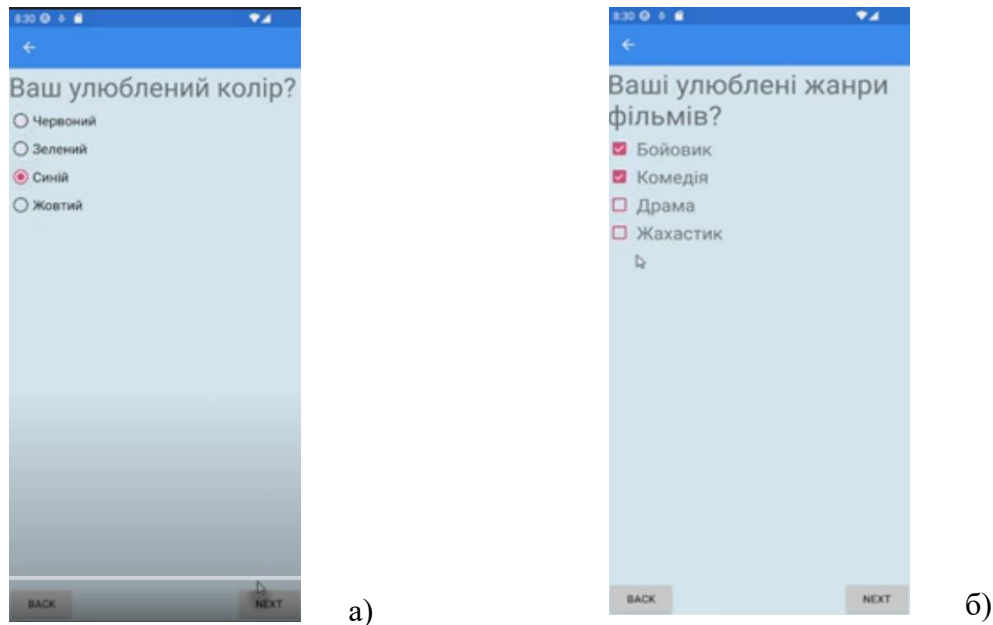 8:30
Ваш улюблений колір?
Червоний
Зелений
Синій
Жовтий
BACK NEXT
а)
8:30
Ваші улюблені жанри
фільмів?
Бойовик
Комедія
Драма
Жахастик
BACK NEXT
б)